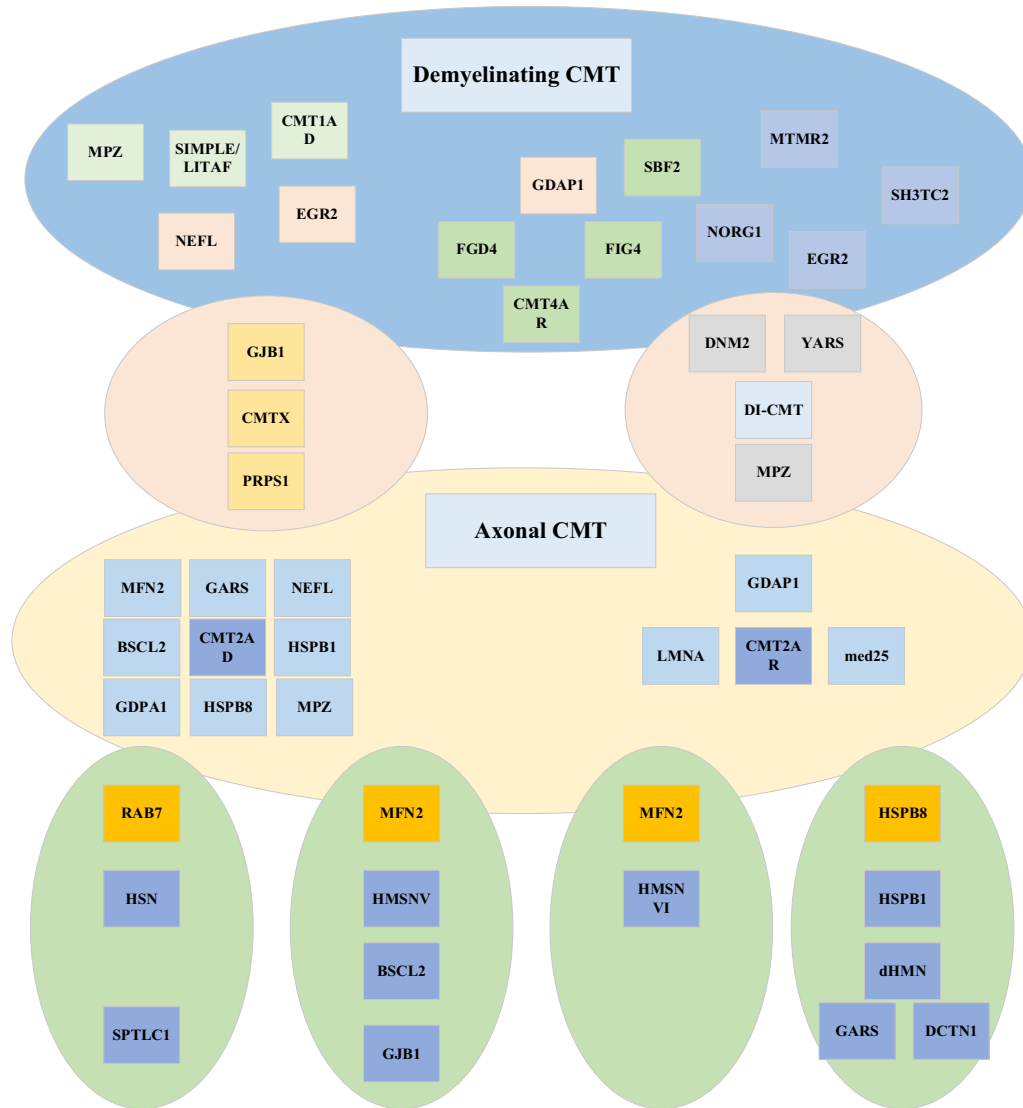 Demyelinating CMT
MPZ
SIMPLE/
LITAF
CMT1A
D
NEFL
EGR2
GDAP1
SBF2
FGD4
FIG4
CMT4A
R
MTMR2
SH3TC2
NORG1
EGR2
GJB1
CMTX
PRPS1
DNM2
YARS
DI-CMT
MPZ
Axonal CMT
MFN2
GARS
NEFL
BSCL2
CMT2A
D
HSPB1
GDPA1
HSPB8
MPZ
GDAP1
LMNA
CMT2A
R
med25
RAB7
HSN
SPTLC1
MFN2
HMSNV
BSCL2
GJB1
MFN2
HMSN
VI
HSPB8
HSPB1
dHMN
GARS
DCTN1